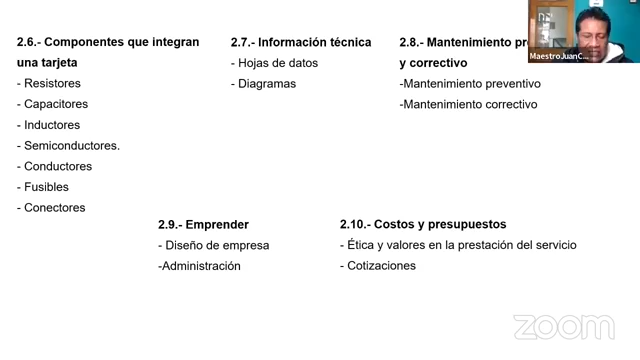 2.6.- Componentes que integran
una tarjeta
- Resistores
- Capacitores
- Inductores
- Semiconductores.
- Conductores
- Fusibles
- Conectores
2.7.- Información técnica
- Hojas de datos
- Diagramas
2.8.- Mantenimiento
y correctivo
-Mantenimiento preventivo
-Mantenimiento correctivo
MaestroJuanC...
2.9.- Emprender
- Diseño de empresa
-Administración
2.10.- Costos y presupuestos
- Ética y valores en la prestación del servicio
- Cotizaciones
zoom